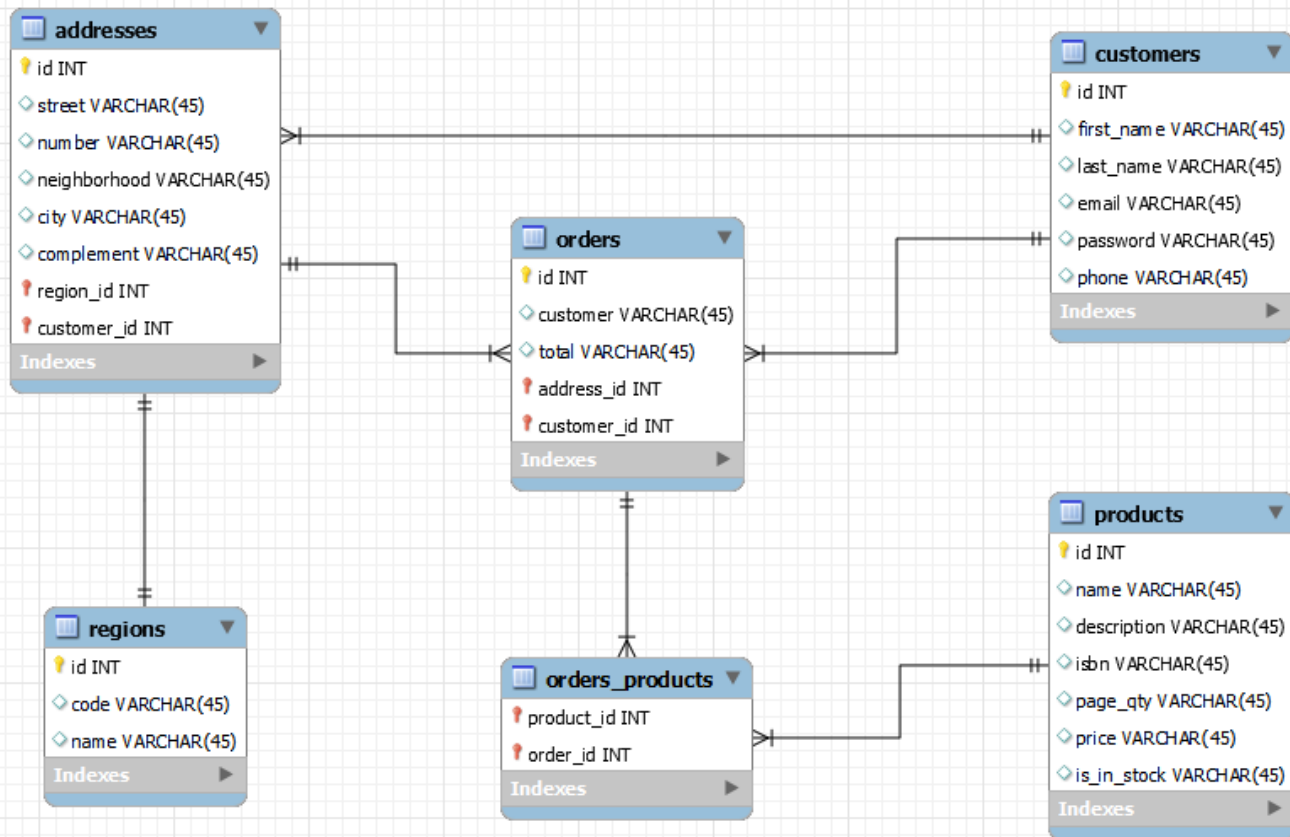 addresses
id INT
street VARCHAR(45)
number VARCHAR(45)
neighborhood VARCHAR(45)
city VARCHAR(45)
complement VARCHAR(45)
region_id INT
customer_id INT
Indexes
customers
id INT
first_name VARCHAR(45)
last_name VARCHAR(45)
email VARCHAR(45)
password VARCHAR(45)
phone VARCHAR(45)
Indexes
orders
id INT
customer VARCHAR(45)
total VARCHAR(45)
address_id INT
customer_id INT
Indexes
regions
id INT
code VARCHAR(45)
name VARCHAR(45)
Indexes
orders_products
product_id INT
order_id INT
Indexes
products
id INT
name VARCHAR(45)
description VARCHAR(45)
isbn VARCHAR(45)
page_qty VARCHAR(45)
price VARCHAR(45)
is_in_stock VARCHAR(45)
Indexes